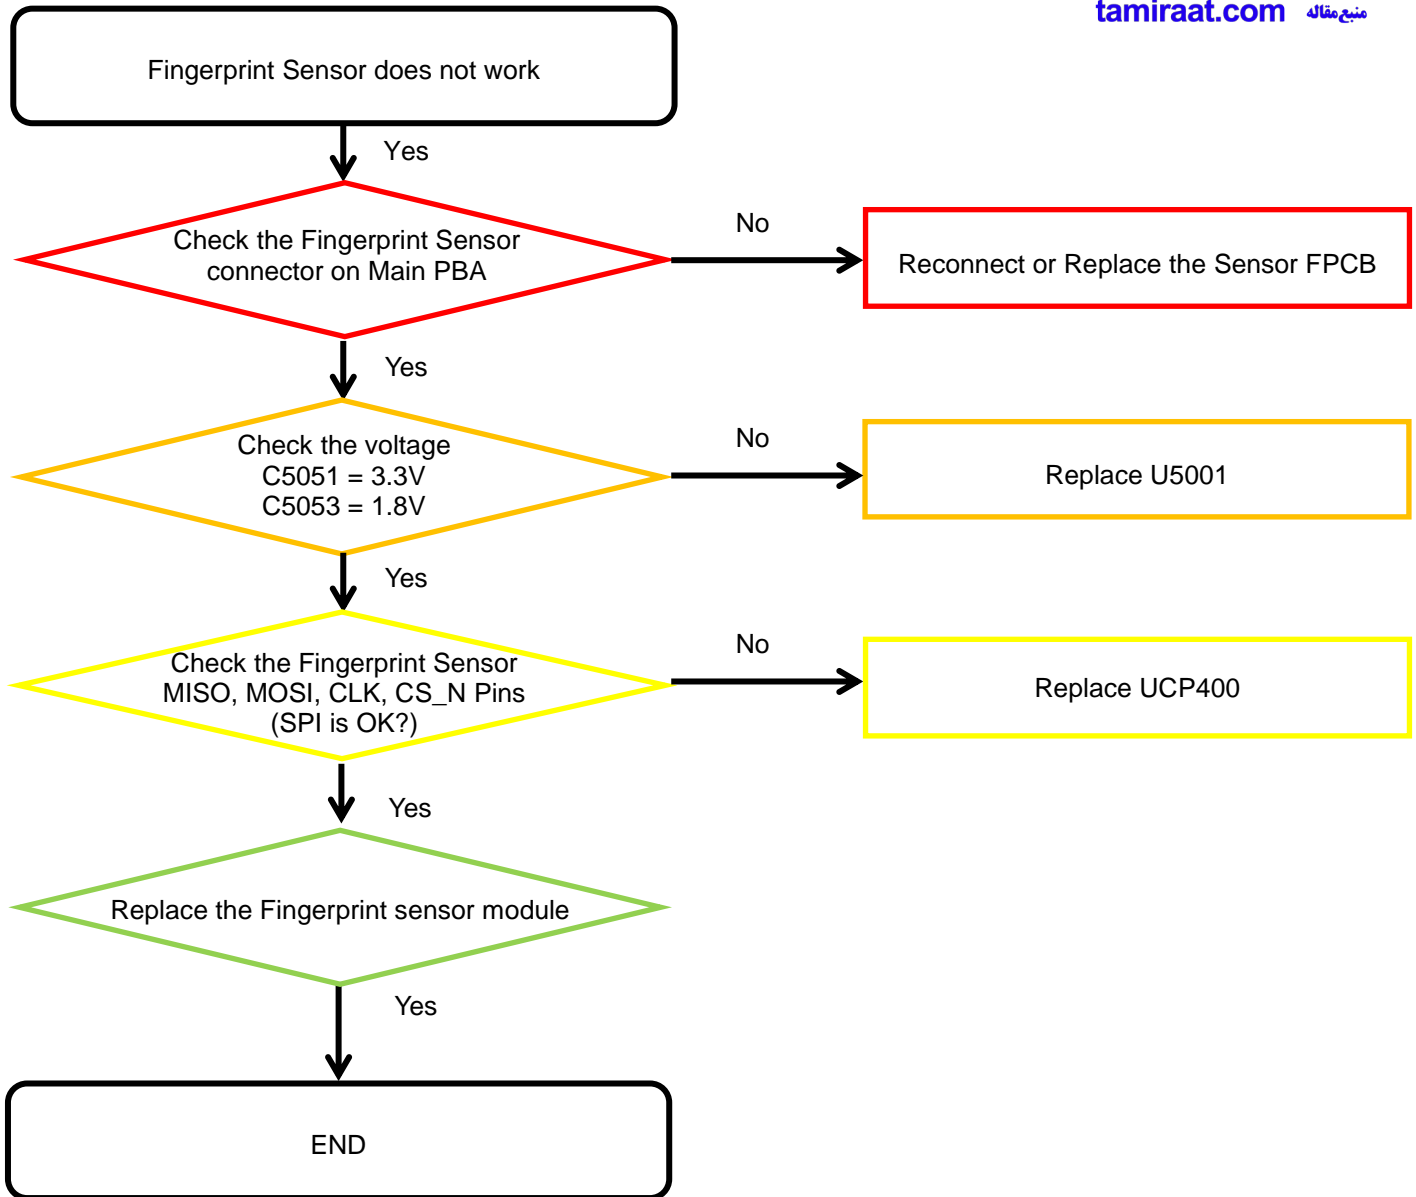 tamiraat.com منبع مقاله
Fingerprint Sensor does not work
Yes
Check the Fingerprint Sensor
connector on Main PBA
No
Reconnect or Replace the Sensor FPCB
Yes
Check the voltage
C5051 = 3.3V
C5053 = 1.8V
No
Replace U5001
Yes
Check the Fingerprint Sensor
MISO, MOSI, CLK, CS_N Pins
(SPI is OK?)
No
Replace UCP400
Yes
Replace the Fingerprint sensor module
Yes
END